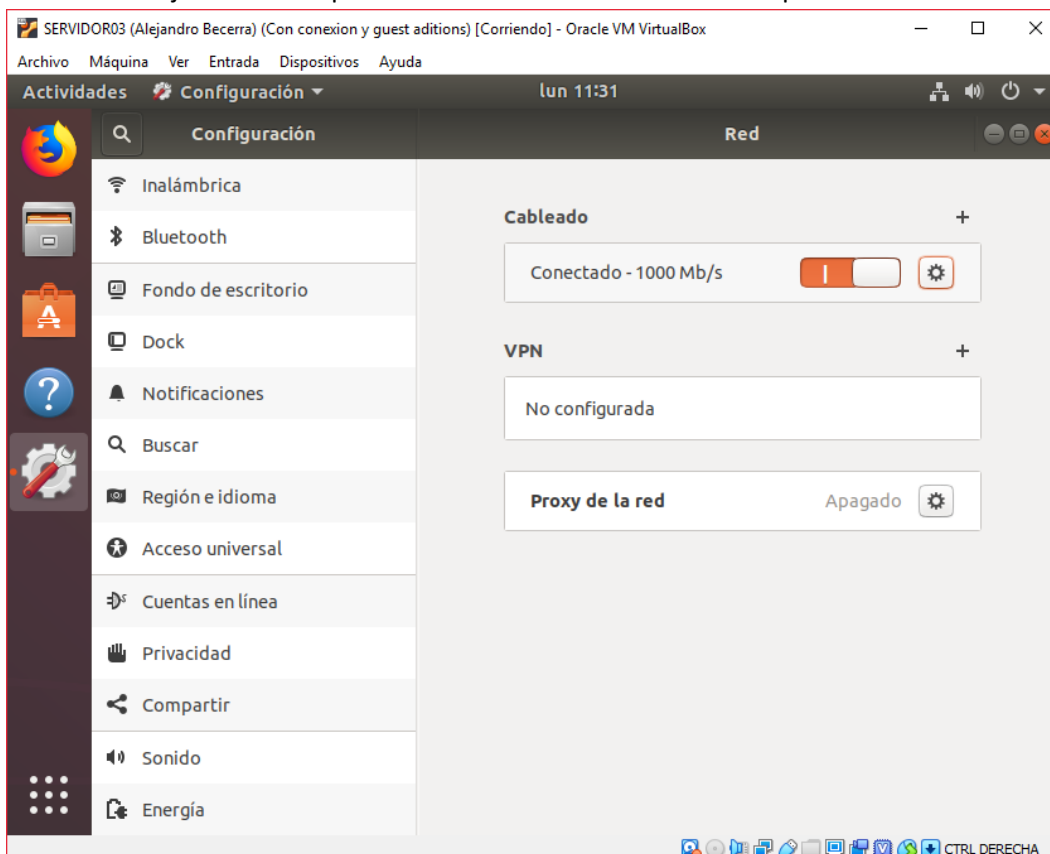 SERVIDOR03 (Alejandro Becerra) (Con conexion y guest aditions) [Corriendo] - Oracle VM VirtualBox
Archivo Máquina Ver Entrada Dispositivos Ayuda
Actividades Configuración lun 11:31
Configuración Red
Inalámbrica
Bluetooth
Fondo de escritorio
Dock
Notificaciones
Buscar
Región e idioma
Acceso universal
Cuentas en línea
Privacidad
Compartir
Sonido
Energía
Cableado +
Conectado - 1000 Mb/s
VPN +
No configurada
Proxy de la red Apagado
CTRL DERECHA